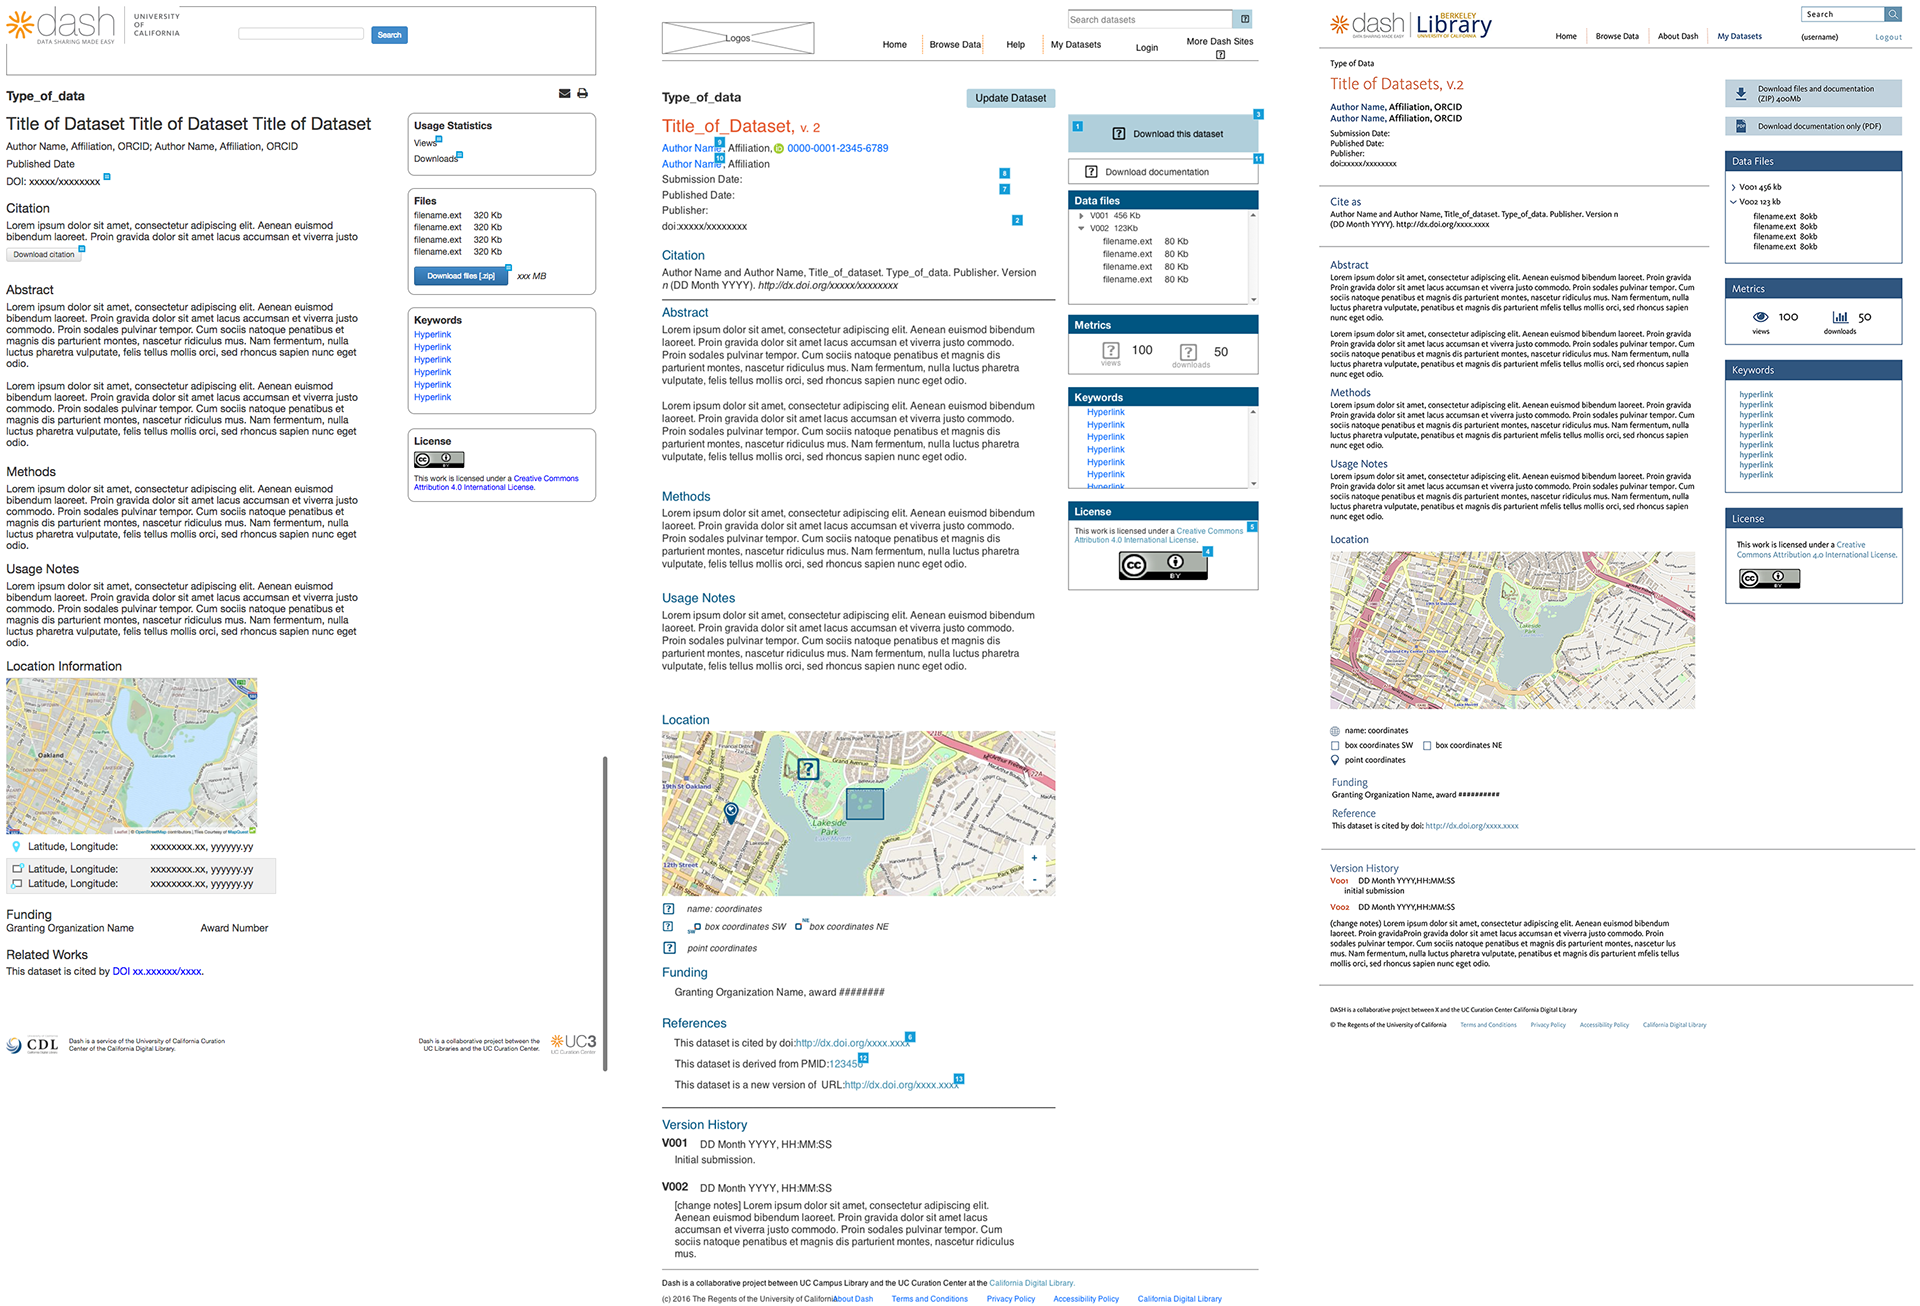 dash
DATA SHARING MADE EASY
UNIVERSITY
OF
CALIFORNIA
Search
Type_of_data
Title of Dataset Title of Dataset Title of Dataset
Author Name, Affiliation, ORCID; Author Name, Affiliation, ORCID
Published Date
DOI: xxxxx/xxxxxxxx
Citation
Lorem ipsum dolor sit amet, consectetur adipiscing elit. Aenean euismod
bibendum laoreet. Proin gravida dolor sit amet lacus accumsan et viverra justo
Download citation
Abstract
Lorem ipsum dolor sit amet, consectetur adipiscing elit. Aenean euismod
bibendum laoreet. Proin gravida dolor sit amet lacus accumsan et viverra justo
commodo. Proin sodales pulvinar tempor. Cum sociis natoque penatibus et
magnis dis parturient montes, nascetur ridiculus mus. Nam fermentum, nulla
luctus pharetra vulputate, felis tellus mollis orci, sed rhoncus sapien nunc eget
odio.
Lorem ipsum dolor sit amet, consectetur adipiscing elit. Aenean euismod
bibendum laoreet. Proin gravida dolor sit amet lacus accumsan et viverra justo
commodo. Proin sodales pulvinar tempor. Cum sociis natoque penatibus et
magnis dis parturient montes, nascetur ridiculus mus. Nam fermentum, nulla
luctus pharetra vulputate, felis tellus mollis orci, sed rhoncus sapien nunc eget
odio.
Methods
Lorem ipsum dolor sit amet, consectetur adipiscing elit. Aenean euismod
bibendum laoreet. Proin gravida dolor sit amet lacus accumsan et viverra justo
commodo. Proin sodales pulvinar tempor. Cum sociis natoque penatibus et
magnis dis parturient montes, nascetur ridiculus mus. Nam fermentum, nulla
luctus pharetra vulputate, felis tellus mollis orci, sed rhoncus sapien nunc eget
odio.
Usage Notes
Lorem ipsum dolor sit amet, consectetur adipiscing elit. Aenean euismod
bibendum laoreet. Proin gravida dolor sit amet lacus accumsan et viverra justo
commodo. Proin sodales pulvinar tempor. Cum sociis natoque penatibus et
magnis dis parturient montes, nascetur ridiculus mus. Nam fermentum, nulla
luctus pharetra vulputate, felis tellus mollis orci, sed rhoncus sapien nunc eget
odio.
Location Information
Oakland
Latitude, Longitude: xxxxxxxx.xx, yyyyyy.yy
Latitude, Longitude: xxxxxxxx.xx, yyyyyy.yy
Latitude, Longitude: xxxxxxxx.xx, yyyyyy.yy
Funding
Granting Organization Name Award Number
Related Works
This dataset is cited by DOI xx.xxxxxx/xxxx.
Usage Statistics
Views
Downloads
Files
filename.ext 320 Kb
filename.ext 320 Kb
filename.ext 320 Kb
filename.ext 320 Kb
Download files [.zip] xxx MB
Keywords
Hyperlink
Hyperlink
Hyperlink
Hyperlink
Hyperlink
Hyperlink
License
This work is licensed under a Creative Commons
Attribution 4.0 International License.
CDL
Dash is a service of the University of California Curation
Center of the California Digital Library.
Dash is a collaborative project between the
UC Libraries and the UC Curation Center.
UC3
UC Curation Center
Logos
Search datasets
Home Browse Data Help My Datasets Login More Dash Sites
Type_of_data
Update Dataset
Title_of_Dataset, v. 2
Author Name, Affiliation, 0000-0001-2345-6789
Author Name, Affiliation
Submission Date:
Published Date:
Publisher:
doi:xxxxx/xxxxxxxx
Citation
Author Name and Author Name, Title_of_dataset. Type_of_data. Publisher. Version
n (DD Month YYYY). http://dx.doi.org/xxxxx/xxxxxxxx
Abstract
Lorem ipsum dolor sit amet, consectetur adipiscing elit. Aenean euismod bibendum
laoreet. Proin gravida dolor sit amet lacus accumsan et viverra justo commodo.
Proin sodales pulvinar tempor. Cum sociis natoque penatibus et magnis dis
parturient montes, nascetur ridiculus mus. Nam fermentum, nulla luctus pharetra
vulputate, felis tellus mollis orci, sed rhoncus sapien nunc eget odio.
Lorem ipsum dolor sit amet, consectetur adipiscing elit. Aenean euismod bibendum
laoreet. Proin gravida dolor sit amet lacus accumsan et viverra justo commodo.
Proin sodales pulvinar tempor. Cum sociis natoque penatibus et magnis dis
parturient montes, nascetur ridiculus mus. Nam fermentum, nulla luctus pharetra
vulputate, felis tellus mollis orci, sed rhoncus sapien nunc eget odio.
Methods
Lorem ipsum dolor sit amet, consectetur adipiscing elit. Aenean euismod bibendum
laoreet. Proin gravida dolor sit amet lacus accumsan et viverra justo commodo.
Proin sodales pulvinar tempor. Cum sociis natoque penatibus et magnis dis
parturient montes, nascetur ridiculus mus. Nam fermentum, nulla luctus pharetra
vulputate, felis tellus mollis orci, sed rhoncus sapien nunc eget odio.
Usage Notes
Lorem ipsum dolor sit amet, consectetur adipiscing elit. Aenean euismod bibendum
laoreet. Proin gravida dolor sit amet lacus accumsan et viverra justo commodo.
Proin sodales pulvinar tempor. Cum sociis natoque penatibus et magnis dis
parturient montes, nascetur ridiculus mus. Nam fermentum, nulla luctus pharetra
vulputate, felis tellus mollis orci, sed rhoncus sapien nunc eget odio.
Location
19th St Oakland
Lakeside
Park
12th Street
name: coordinates
SW box coordinates SW NE box coordinates NE
point coordinates
Funding
Granting Organization Name, award ########
References
This dataset is cited by doi:http://dx.doi.org/xxxx.xxxx 6
This dataset is derived from PMID:123456 12
This dataset is a new version of URL:http://dx.doi.org/xxxx.xxxx 13
Version History
V001 DD Month YYYY, HH:MM:SS
Initial submission.
V002 DD Month YYYY, HH:MM:SS
[change notes] Lorem ipsum dolor sit amet, consectetur adipiscing elit.
Aenean euismod bibendum laoreet. Proin gravida dolor sit amet lacus
accumsan et viverra justo commodo. Proin sodales pulvinar tempor. Cum
sociis natoque penatibus et magnis dis parturient montes, nascetur ridiculus
mus.
Dash is a collaborative project between UC Campus Library and the UC Curation Center at the California Digital Library.
(c) 2016 The Regents of the University of California About Dash Terms and Conditions Privacy Policy Accessibility Policy California Digital Library
1 Download this dataset 3
Download documentation 11
Data files
V001 456 Kb
V002 123Kb
filename.ext 80 Kb
filename.ext 80 Kb
filename.ext 80 Kb
filename.ext 80 Kb
Metrics
100 50
views downloads
Keywords
Hyperlink
Hyperlink
Hyperlink
Hyperlink
Hyperlink
Hyperlink
Hyperlink
License
This work is licensed under a Creative Commons 5
Attribution 4.0 International License.
4
BY
dash
DATA SHARING MADE EASY
BERKELEY
Library
UNIVERSITY OF CALIFORNIA
Search
Home Browse Data About Dash My Datasets (username) Logout
Type of Data
Title of Datasets, v.2
Author Name, Affiliation, ORCID
Author Name, Affiliation, ORCID
Submission Date:
Published Date:
Publisher:
doi:xxxxx/xxxxxxxx
Cite as
Author Name and Author Name, Title_of_dataset. Type_of_data. Publisher. Version n
(DD Month YYYY). http://dx.doi.org/xxxx.xxxx
Abstract
Lorem ipsum dolor sit amet, consectetur adipiscing elit. Aenean euismod bibendum laoreet. Proin gravida
Proin gravida dolor sit amet lacus accumsan et viverra justo commodo. Proin sodales pulvinar tempor. Cum
sociis natoque penatibus et magnis dis parturient montes, nascetur ridiculus mus. Nam fermentum, nulla
luctus pharetra vulputate, penatibus et magnis dis parturient mfelis tellus mollis orci, sed rhoncus sapien
nunc eget odio.
Lorem ipsum dolor sit amet, consectetur adipiscing elit. Aenean euismod bibendum laoreet. Proin gravida
Proin gravida dolor sit amet lacus accumsan et viverra justo commodo. Proin sodales pulvinar tempor. Cum
sociis natoque penatibus et magnis dis parturient montes, nascetur ridiculus mus. Nam fermentum, nulla
luctus pharetra vulputate, penatibus et magnis dis parturient mfelis tellus mollis orci, sed rhoncus sapien
nunc eget odio.
Methods
Lorem ipsum dolor sit amet, consectetur adipiscing elit. Aenean euismod bibendum laoreet. Proin gravida
Proin gravida dolor sit amet lacus accumsan et viverra justo commodo. Proin sodales pulvinar tempor. Cum
sociis natoque penatibus et magnis dis parturient montes, nascetur ridiculus mus. Nam fermentum, nulla
luctus pharetra vulputate, penatibus et magnis dis parturient mfelis tellus mollis orci, sed rhoncus sapien
nunc eget odio.
Usage Notes
Lorem ipsum dolor sit amet, consectetur adipiscing elit. Aenean euismod bibendum laoreet. Proin gravida
Proin gravida dolor sit amet lacus accumsan et viverra justo commodo. Proin sodales pulvinar tempor. Cum
sociis natoque penatibus et magnis dis parturient montes, nascetur ridiculus mus. Nam fermentum, nulla
luctus pharetra vulputate, penatibus et magnis dis parturient mfelis tellus mollis orci, sed rhoncus sapien
nunc eget odio.
Location
name: coordinates
box coordinates SW box coordinates NE
point coordinates
Funding
Granting Organization Name, award ##########
Reference
This dataset is cited by doi: http://dx.doi.org/xxxx.xxxx
Version History
V001 DD Month YYYY,HH:MM:SS
initial submission
V002 DD Month YYYY,HH:MM:SS
(change notes) Lorem ipsum dolor sit amet, consectetur adipiscing elit. Aenean euismod bibendum
laoreet. Proin gravidaProin gravida dolor sit amet lacus accumsan et viverra justo commodo. Proin
sodales pulvinar tempor. Cum sociis natoque penatibus et magnis dis parturient montes, nascetur lus
mus. Nam fermentum, nulla luctus pharetra vulputate, penatibus et magnis dis parturient mfelis tellus
mollis orci, sed rhoncus sapien nunc eget odio.
DASH is a collaborative project between X and the UC Curation Center California Digital Library
© The Regents of the University of California Terms and Conditions Privacy Policy Accessibility Policy California Digital Library
Download files and documentation
(ZIP) 400Mb
Download documentation only (PDF)
Data Files
V001 456 kb
V002 123 kb
filename.ext 80kb
filename.ext 80kb
filename.ext 80kb
filename.ext 80kb
Metrics
100 50
views downloads
Keywords
hyperlink
hyperlink
hyperlink
hyperlink
hyperlink
hyperlink
hyperlink
hyperlink
hyperlink
License
This work is licensed under a Creative
Commons Attribution 4.0 International License.